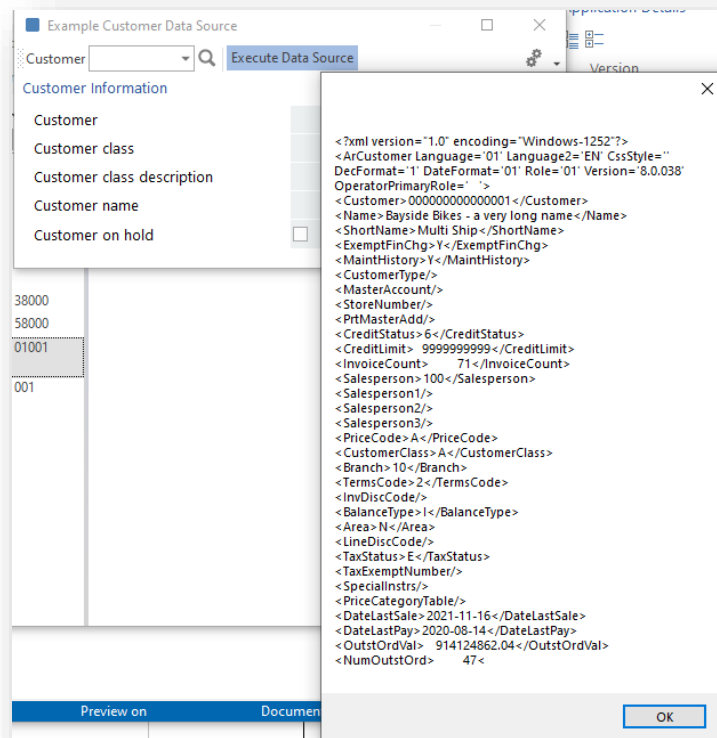 Example Customer Data Source
Customer
Execute Data Source
Version
Customer Information
Customer
Customer class
Customer class description
Customer name
Customer on hold
38000
58000
01001
001
<?xml version="1.0" encoding="Windows-1252"?>
<ArCustomer Language='01' Language2='EN' CssStyle=''
DecFormat='1' DateFormat='01' Role='01' Version='8.0.038'
OperatorPrimaryRole='   '>
<Customer>000000000000001</Customer>
<Name>Bayside Bikes - a very long name</Name>
<ShortName>Multi Ship</ShortName>
<ExemptFinChg>Y</ExemptFinChg>
<MaintHistory>Y</MaintHistory>
<CustomerType/>
<MasterAccount/>
<StoreNumber/>
<PrtMasterAdd/>
<CreditStatus>6</CreditStatus>
<CreditLimit>  9999999999</CreditLimit>
<InvoiceCount>       71</InvoiceCount>
<Salesperson>100</Salesperson>
<Salesperson1/>
<Salesperson2/>
<Salesperson3/>
<PriceCode>A</PriceCode>
<CustomerClass>A</CustomerClass>
<Branch>10</Branch>
<TermsCode>2</TermsCode>
<InvDiscCode/>
<BalanceType>I</BalanceType>
<Area>N</Area>
<LineDiscCode/>
<TaxStatus>E</TaxStatus>
<TaxExemptNumber/>
<SpecialInstrs/>
<PriceCategoryTable/>
<DateLastSale>2021-11-16</DateLastSale>
<DateLastPay>2020-08-14</DateLastPay>
<OutstOrdVal>   914124862.04</OutstOrdVal>
<NumOutstOrd>       47<
Preview on
Documen
OK